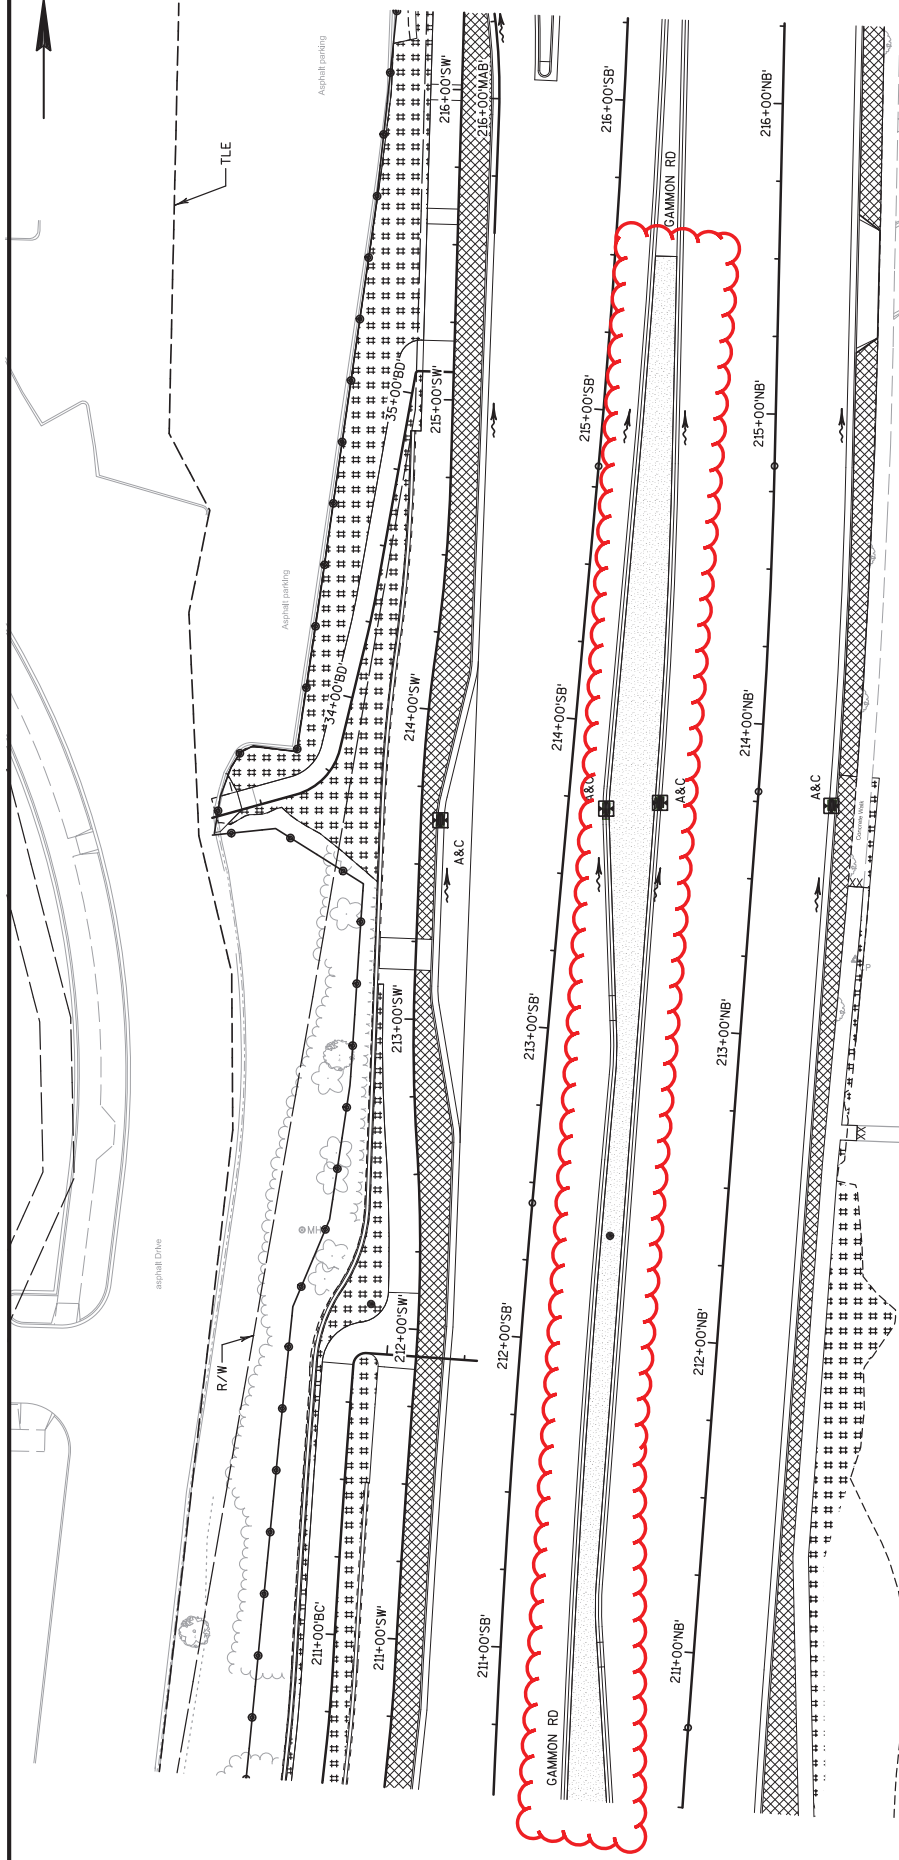 Asphalt parking
216+00'SW'
216+00'MAB'
216+00'SB'
216+00'NB'
TLE
GAMMON RD
35+00'BD'
215+00'SW'
215+00'SB'
215+00'NB'
Asphalt parking
34+00'BD'
214+00'SW'
214+00'SB'
214+00'NB'
A&C
A&C
A&C
A&C
Concrete Walk
XX
P
213+00'SW'
213+00'SB'
213+00'NB'
XX
MH
asphalt Drive
R/W
212+00'SW'
212+00'SB'
212+00'NB'
211+00'BC'
211+00'SW'
211+00'SB'
211+00'NB'
GAMMON RD